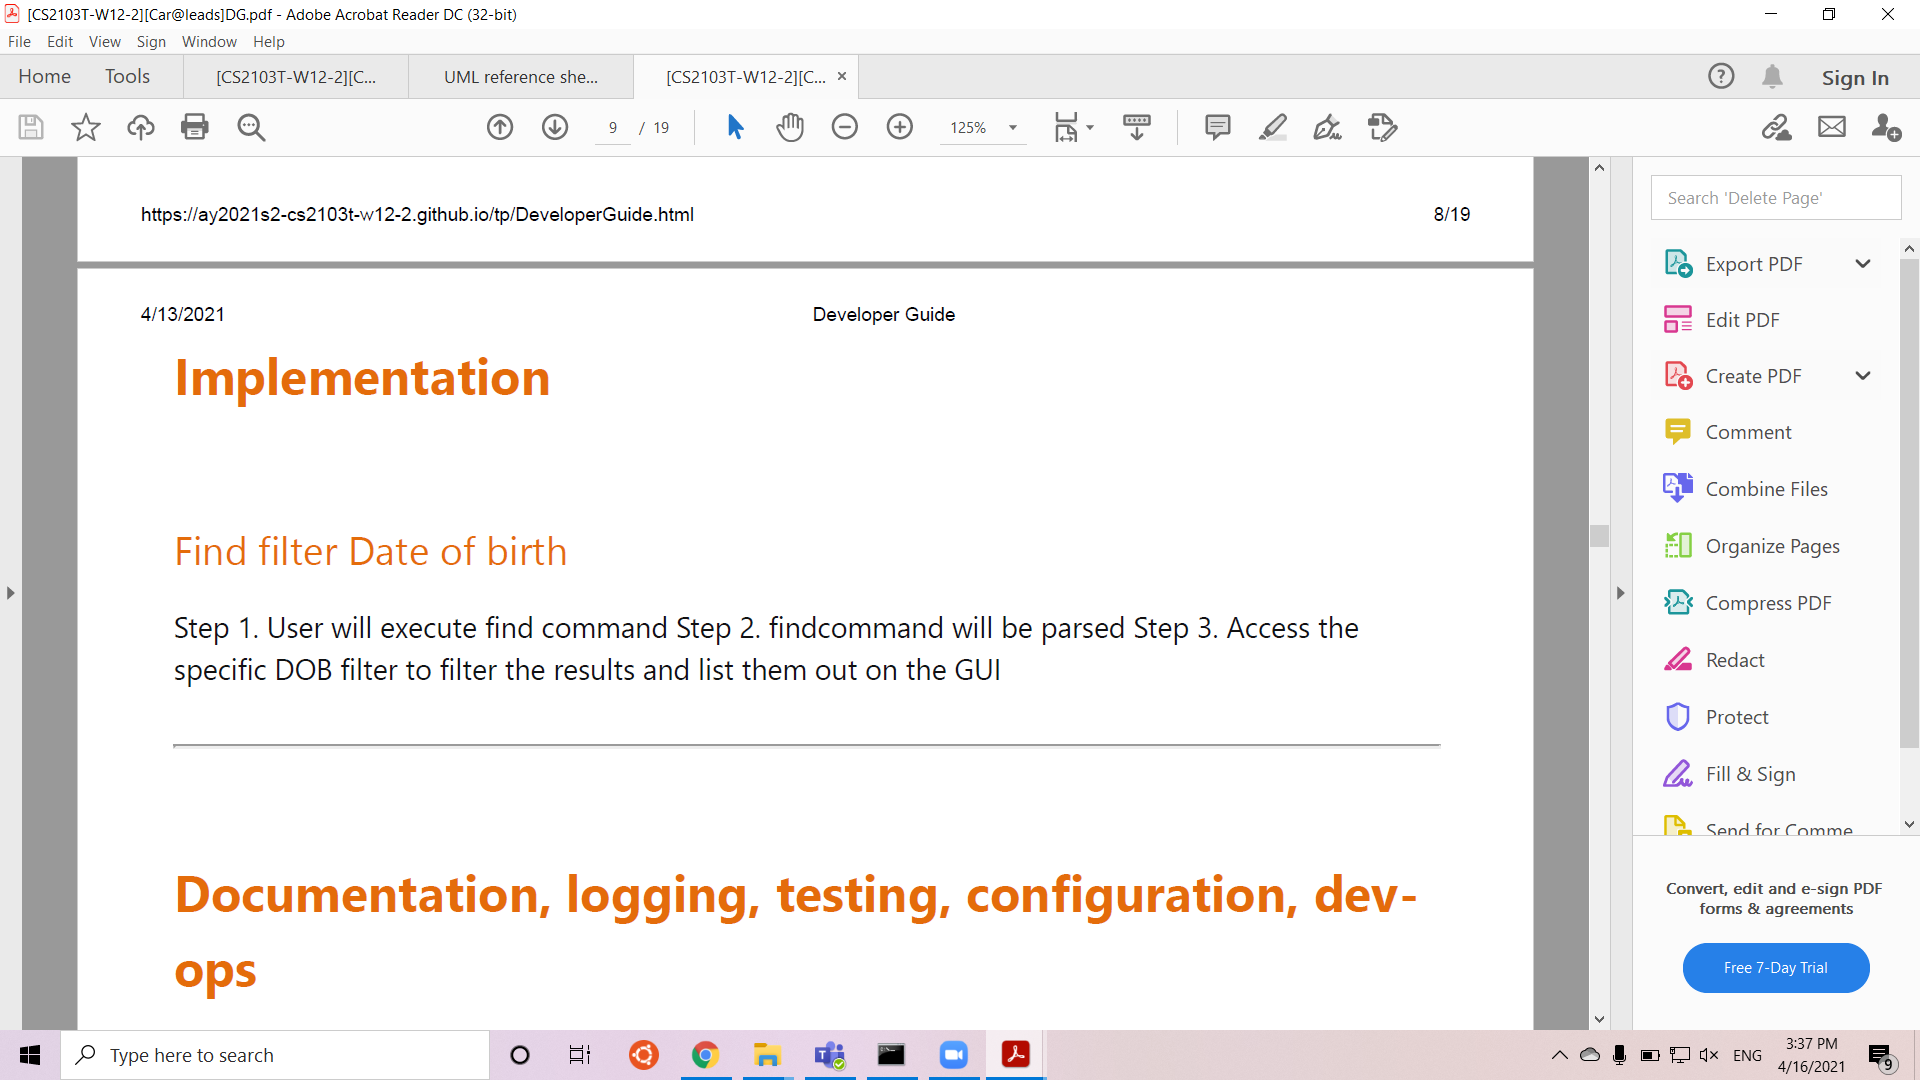 [CS2103T-W12-2][Car@leads]DG.pdf - Adobe Acrobat Reader DC (32-bit)
File Edit View Sign Window Help
Home Tools [CS2103T-W12-2][C... UML reference she... [CS2103T-W12-2][C... Sign In
9 / 19 125%
https://ay2021s2-cs2103t-w12-2.github.io/tp/DeveloperGuide.html 8/19
4/13/2021 Developer Guide
Implementation
Find filter Date of birth
Step 1. User will execute find command Step 2. findcommand will be parsed Step 3. Access the
specific DOB filter to filter the results and list them out on the GUI
Documentation, logging, testing, configuration, dev-
ops
Search 'Delete Page'
Export PDF
Edit PDF
Create PDF
Comment
Combine Files
Organize Pages
Compress PDF
Redact
Protect
Fill & Sign
Send for Comme
Convert, edit and e-sign PDF
forms & agreements
Free 7-Day Trial
Type here to search
ENG
3:37 PM
4/16/2021
9